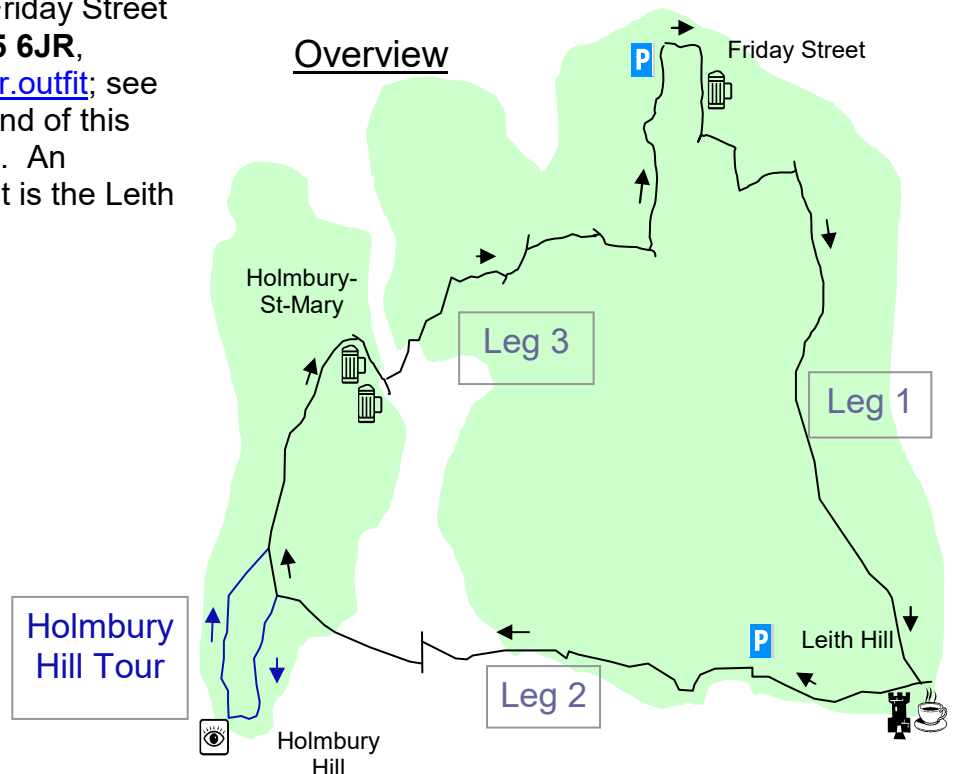 Friday Street
5 6JR,
r.outfit; see
nd of this
. An
t is the Leith
Overview
P
Friday Street
Holmbury-
St-Mary
Leg 3
Leg 1
Holmbury
Hill Tour
P
Leith Hill
Leg 2
Holmbury
Hill